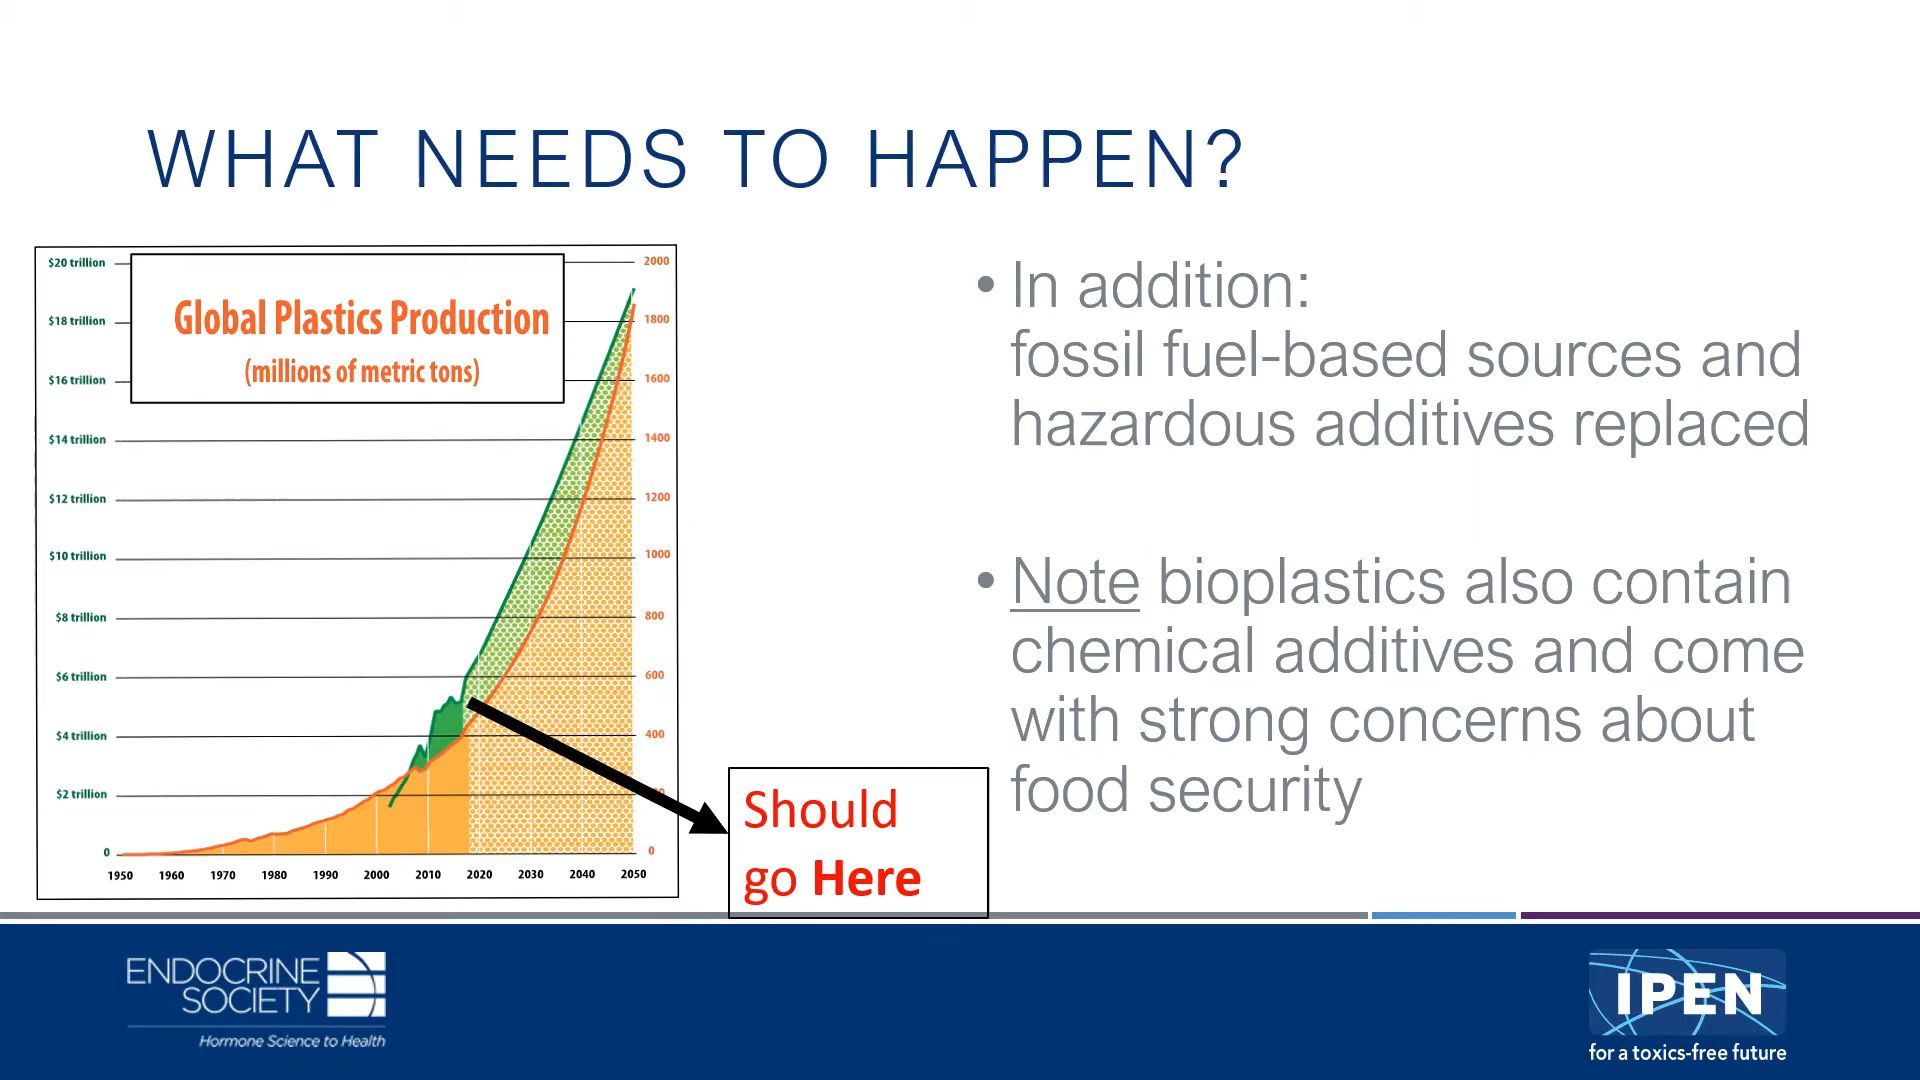 WHAT NEEDS TO HAPPEN?
Global Plastics Production
(millions of metric tons)
$20 trillion
$18 trillion
$16 trillion
$14 trillion
$12 trillion
$10 trillion
$8 trillion
$6 trillion
$4 trillion
$2 trillion
0
2000
1800
1600
1400
1200
1000
800
600
400
0
1950 1960 1970 1980 1990 2000 2010 2020 2030 2040 2050
Should
go Here
• In addition:
fossil fuel-based sources and
hazardous additives replaced
• Note bioplastics also contain
chemical additives and come
with strong concerns about
food security
ENDOCRINE
SOCIETY
Hormone Science to Health
IPEN
for a toxics-free future